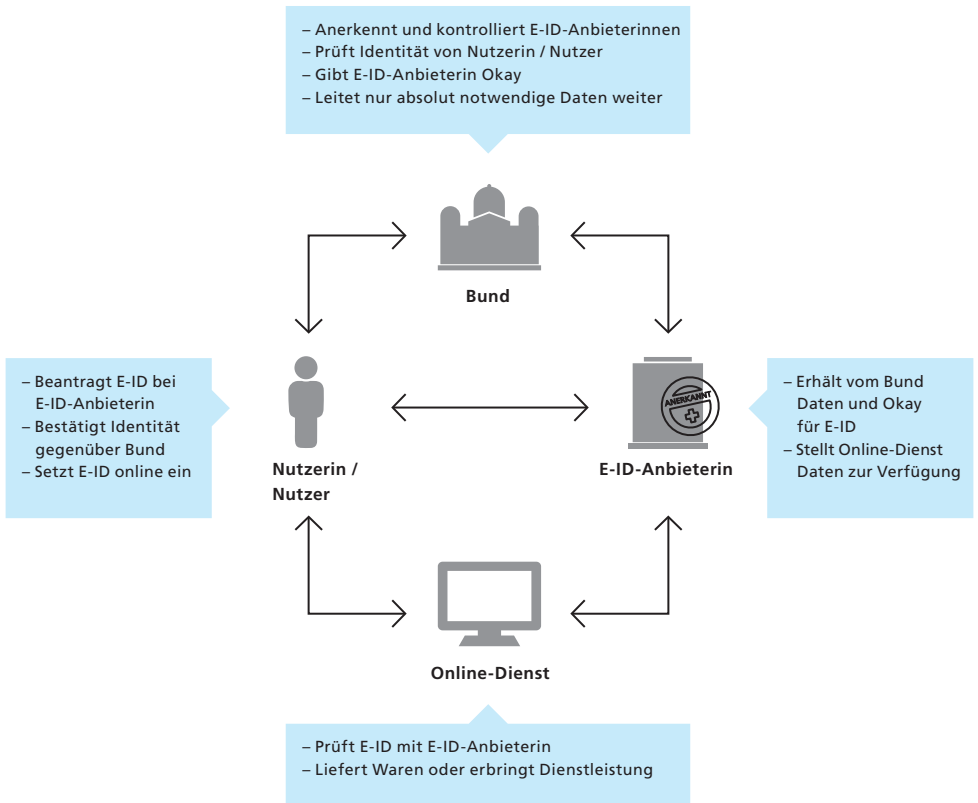 – Anerkennt und kontrolliert E-ID-Anbieterinnen
– Prüft Identität von Nutzerin / Nutzer
– Gibt E-ID-Anbieterin Okay
– Leitet nur absolut notwendige Daten weiter
Bund
– Beantragt E-ID bei
E-ID-Anbieterin
– Bestätigt Identität
gegenüber Bund
– Setzt E-ID online ein
Nutzerin /
Nutzer
ANERKANNT
E-ID-Anbieterin
– Erhält vom Bund
Daten und Okay
für E-ID
– Stellt Online-Dienst
Daten zur Verfügung
Online-Dienst
– Prüft E-ID mit E-ID-Anbieterin
– Liefert Waren oder erbringt Dienstleistung